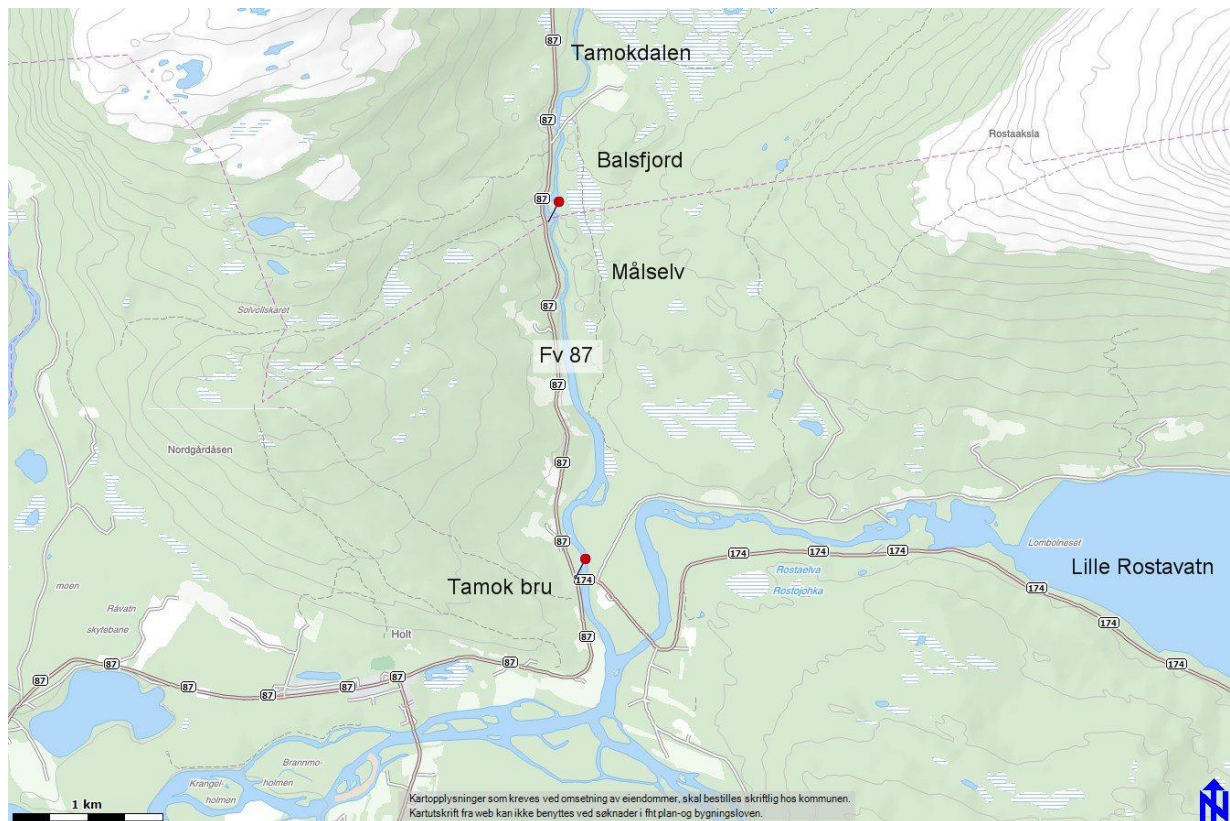 87
Tamokdalen
87
Rostaaksla
Balsfjord
87
Målselv
87
Solvollskaret
Fv 87
87
Nordgårdåsen
87
87
174
174
174
Lombolneset
174
Rostaelva
Rostojohka
Lille Rostavatn
Tamok bru
174
moen
Råvatn
skytebane
174
Holt
87
174
87
87
87
87
87
87
87
Brannmo-
holmen
Krangel-
holmen
1 km
Kartopplysninger som kreves ved omsetning av eiendommer, skal bestilles skriftlig hos kommunen.
Kartutskrift fra web kan ikke benyttes ved søknader i fht plan-og bygningsloven.
N